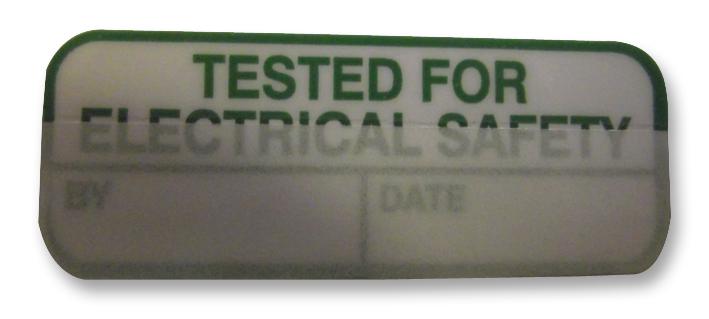 TESTED FOR
ELECTRICAL SAFETY
BY DATE